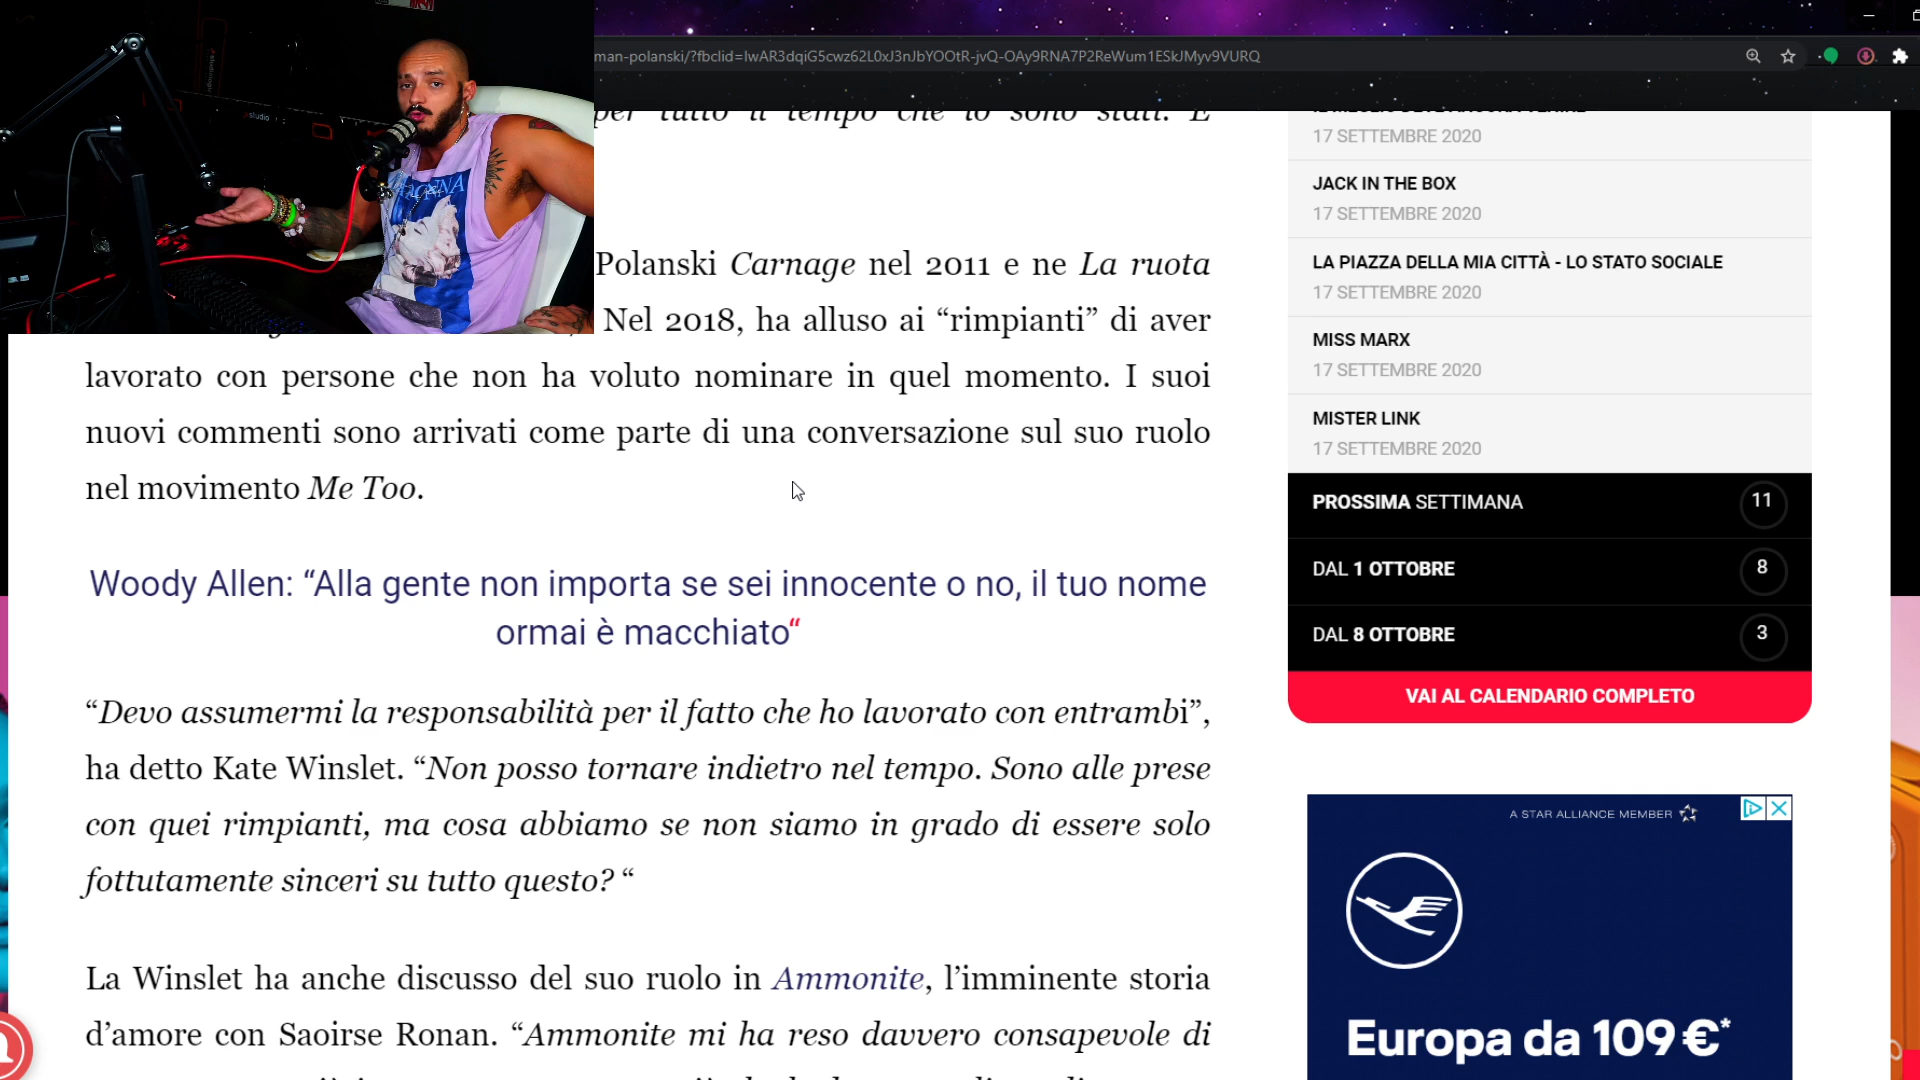 man-polanski/?fbclid=IwAR3dqiG5cwz62L0xJ3nJbYOOtR-jvQ-OAy9RNA7P2ReWum1ESkJMyv9VURQ
per tutto il tempo che lo sono stati. E
Polanski Carnage nel 2011 e ne La ruota
Nel 2018, ha alluso ai “rimpianti” di aver
lavorato con persone che non ha voluto nominare in quel momento. I suoi
nuovi commenti sono arrivati come parte di una conversazione sul suo ruolo
nel movimento Me Too.
Woody Allen: “Alla gente non importa se sei innocente o no, il tuo nome
ormai è macchiato“
“Devo assumermi la responsabilità per il fatto che ho lavorato con entrambi”,
ha detto Kate Winslet. “Non posso tornare indietro nel tempo. Sono alle prese
con quei rimpianti, ma cosa abbiamo se non siamo in grado di essere solo
fottutamente sinceri su tutto questo? “
La Winslet ha anche discusso del suo ruolo in Ammonite, l’imminente storia
d’amore con Saoirse Ronan. “Ammonite mi ha reso davvero consapevole di
17 SETTEMBRE 2020
JACK IN THE BOX
17 SETTEMBRE 2020
LA PIAZZA DELLA MIA CITTÀ - LO STATO SOCIALE
17 SETTEMBRE 2020
MISS MARX
17 SETTEMBRE 2020
MISTER LINK
17 SETTEMBRE 2020
PROSSIMA SETTIMANA 11
DAL 1 OTTOBRE 8
DAL 8 OTTOBRE 3
VAI AL CALENDARIO COMPLETO
A STAR ALLIANCE MEMBER
Europa da 109 €*